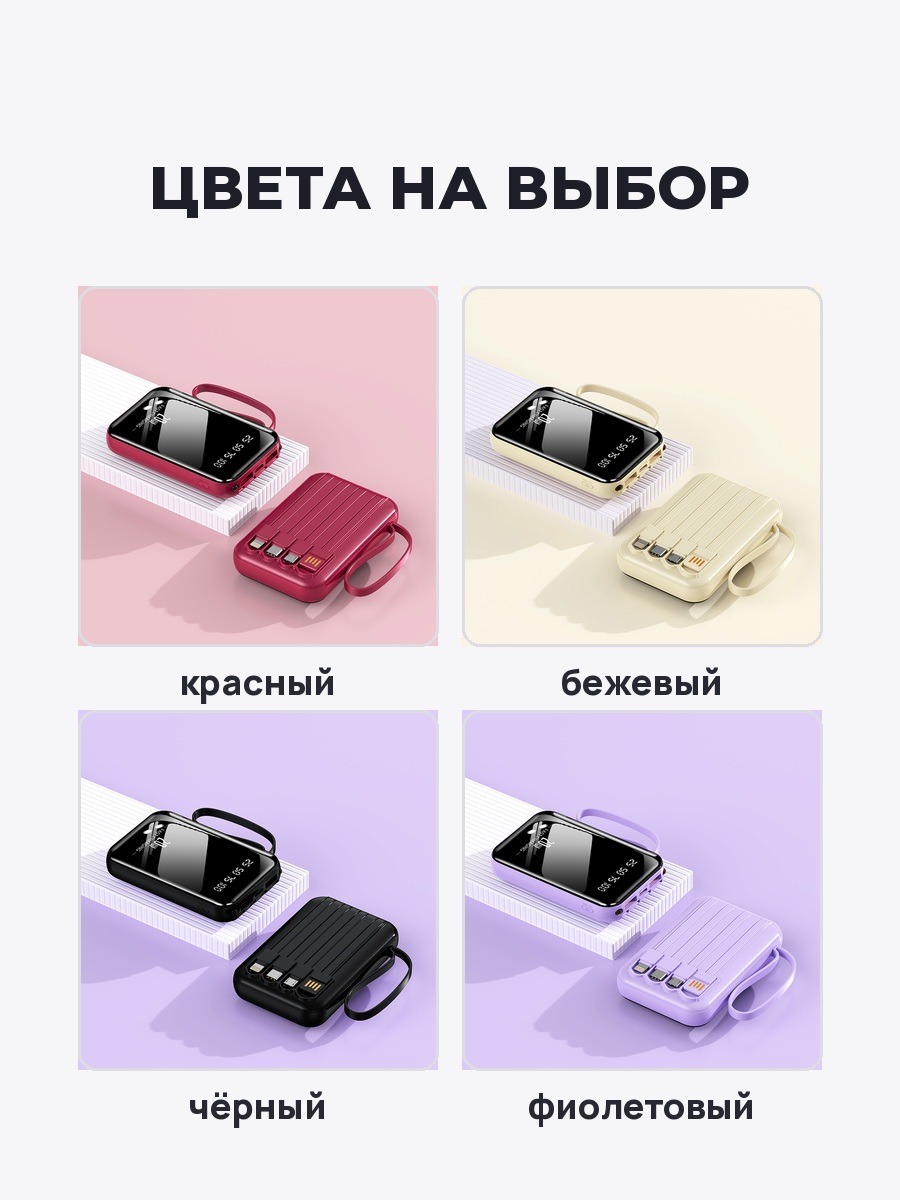 ЦВЕТА НА ВЫБОР
красный
бежевый
чёрный
фиолетовый